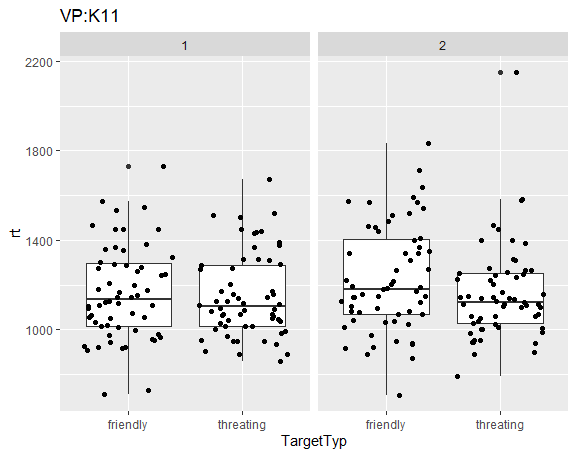 VP:K11
1 2
2200
1800
1400
1000
rt
friendly threating friendly threating
TargetTyp